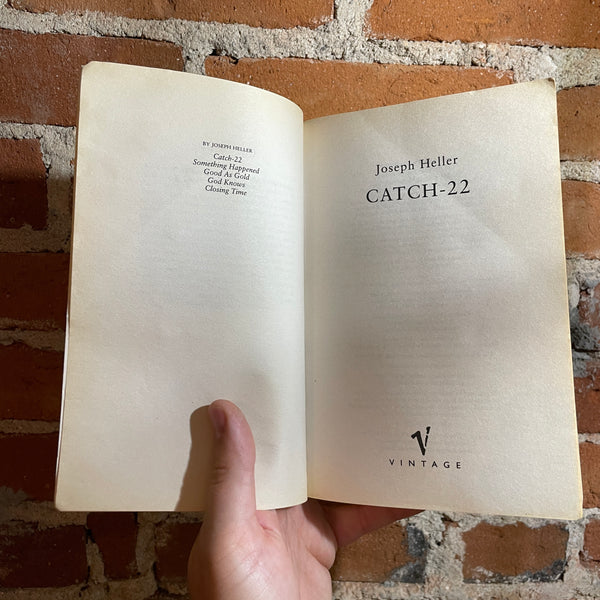 BY JOSEPH HELLER
Catch-22
Something Happened
Good As Gold
God Knows
Closing Time
Joseph Heller
CATCH-22
V
VINTAGE